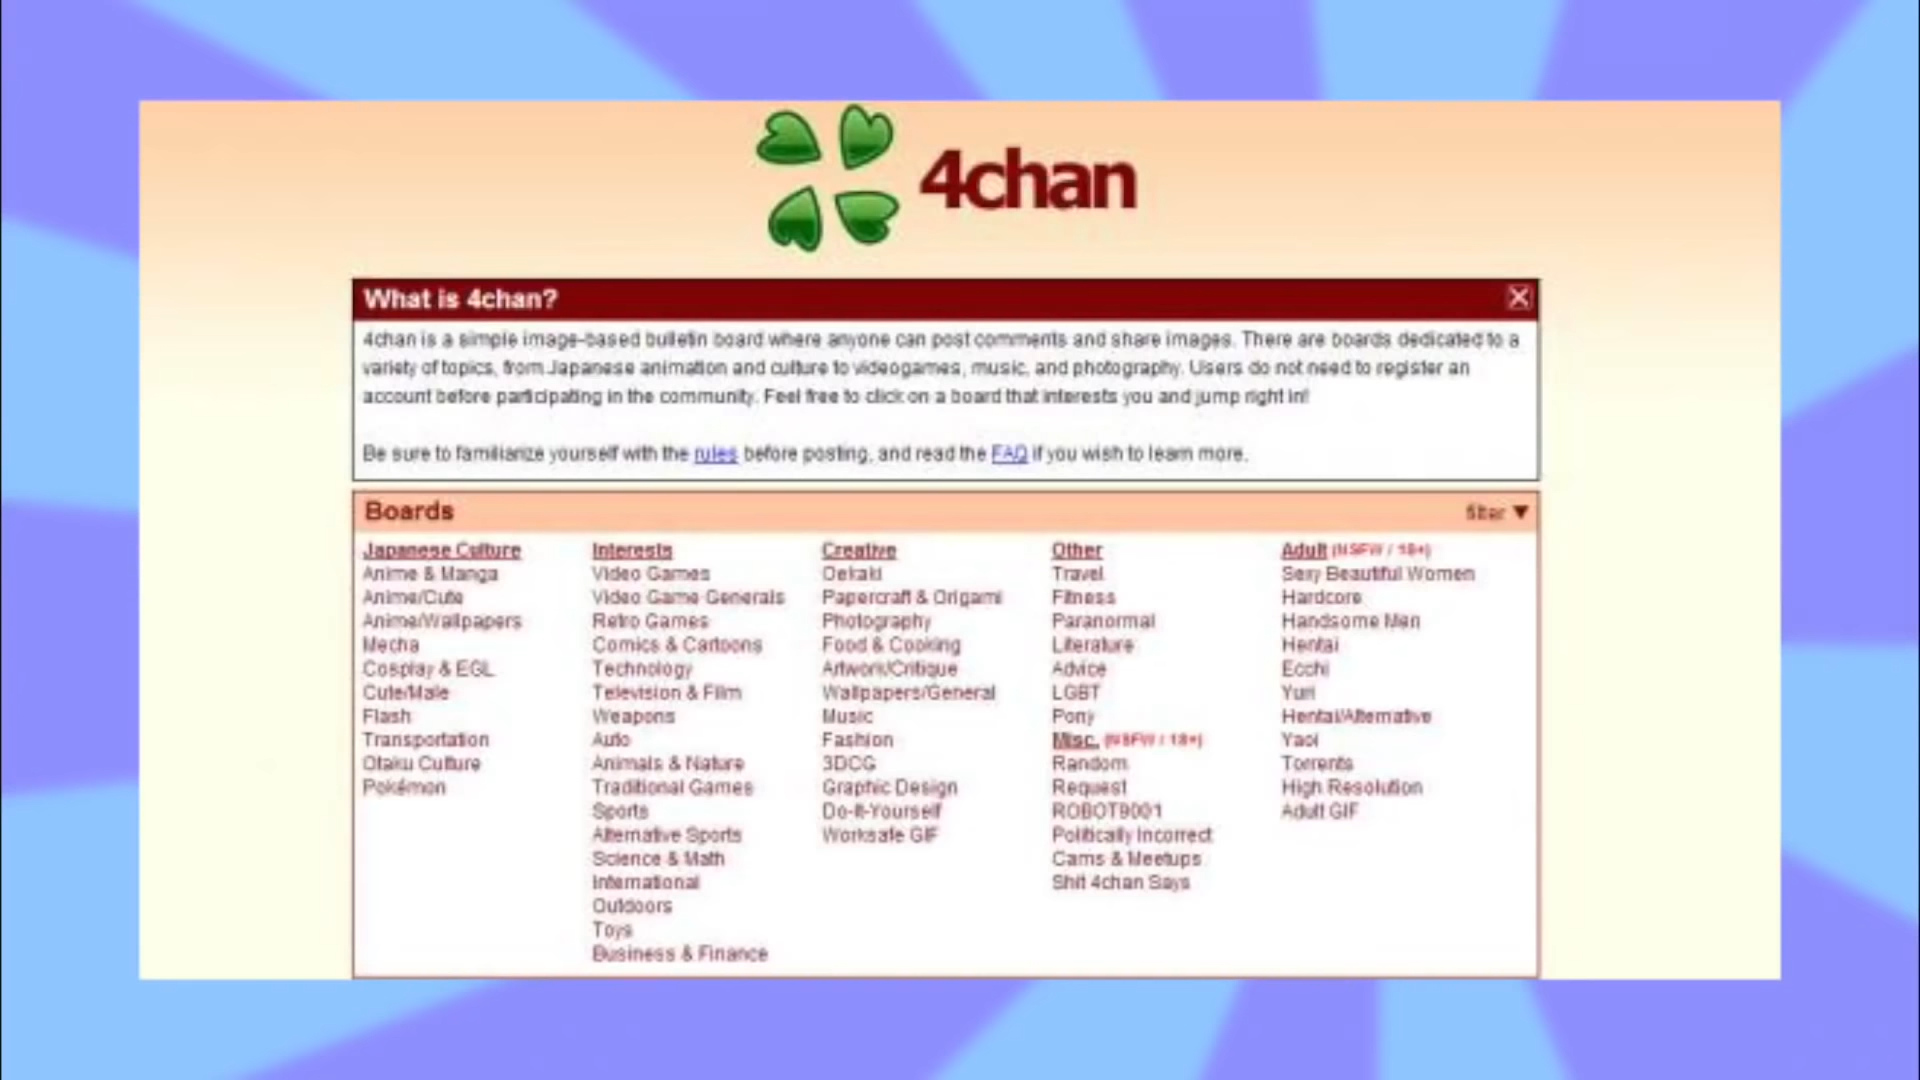 4chan
What is 4chan?
4chan is a simple image-based bulletin board where anyone can post comments and share images. There are boards dedicated to a
variety of topics, from Japanese animation and culture to videogames, music, and photography. Users do not need to register an
account before participating in the community. Feel free to click on a board that interests you and jump right in!
Be sure to familiarize yourself with the rules before posting, and read the FAQ if you wish to learn more.
Boards
filter ▼
Japanese Culture
Anime & Manga
Anime/Cute
Anime/Wallpapers
Mecha
Cosplay & EGL
Cute/Male
Flash
Transportation
Otaku Culture
Pokémon
Interests
Video Games
Video Game Generals
Retro Games
Comics & Cartoons
Technology
Television & Film
Weapons
Auto
Animals & Nature
Traditional Games
Sports
Alternative Sports
Science & Math
International
Outdoors
Toys
Business & Finance
Creative
Oekaki
Papercraft & Origami
Photography
Food & Cooking
Artwork/Critique
Wallpapers/General
Music
Fashion
3DCG
Graphic Design
Do-It-Yourself
Worksafe GIF
Other
Travel
Fitness
Paranormal
Literature
Advice
LGBT
Pony
Misc. (NSFW / 18+)
Random
Request
ROBOT9001
Politically Incorrect
Cams & Meetups
Shit 4chan Says
Adult (NSFW / 18+)
Sexy Beautiful Women
Hardcore
Handsome Men
Hentai
Ecchi
Yuri
Hentai/Alternative
Yaoi
Torrents
High Resolution
Adult GIF